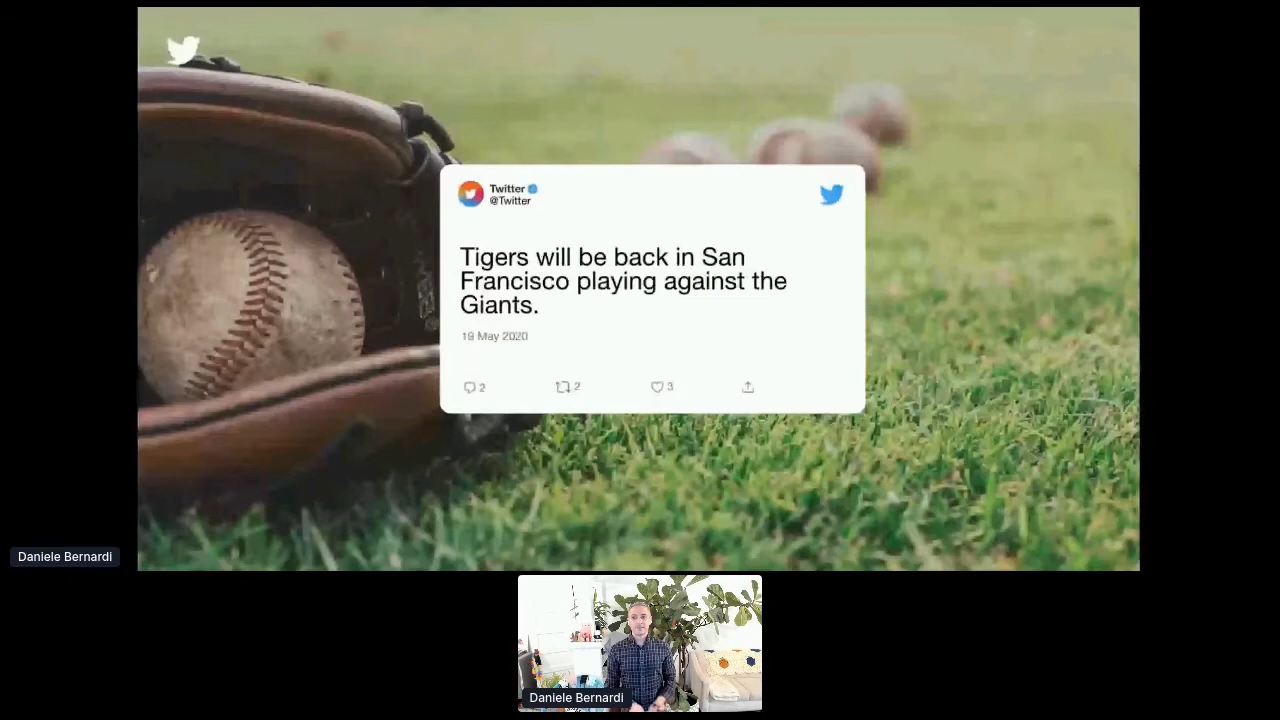 Twitter
@Twitter
Tigers will be back in San
Francisco playing against the
Giants.
19 May 2020
2
2
3
Daniele Bernardi
Daniele Bernardi